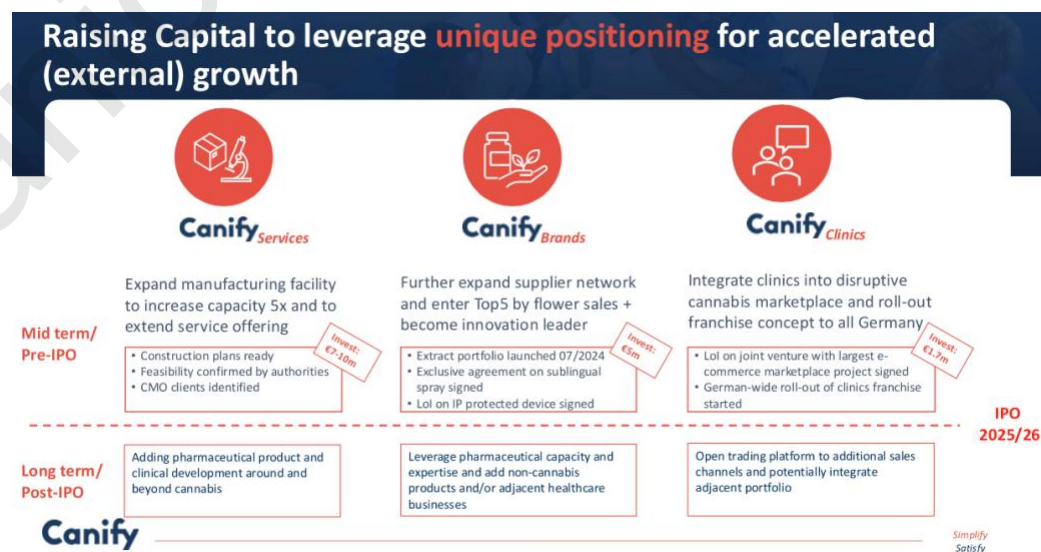 Raising Capital to leverage unique positioning for accelerated
(external) growth
Canify Services
Canify Brands
Canify Clinics
Mid term/
Pre-IPO
Expand manufacturing facility
to increase capacity 5x and to
extend service offering
Invest:
€7-10m
• Construction plans ready
• Feasibility confirmed by authorities
• CMO clients identified
Further expand supplier network
and enter Top5 by flower sales +
become innovation leader
Invest:
€5m
• Extract portfolio launched 07/2024
• Exclusive agreement on sublingual
spray signed
• LoI on IP protected device signed
Integrate clinics into disruptive
cannabis marketplace and roll-out
franchise concept to all Germany
Invest:
€1.7m
• LoI on joint venture with largest e-
commerce marketplace project signed
• German-wide roll-out of clinics franchise
started
IPO
2025/26
Long term/
Post-IPO
Adding pharmaceutical product and
clinical development around and
beyond cannabis
Leverage pharmaceutical capacity and
expertise and add non-cannabis
products and/or adjacent healthcare
businesses
Open trading platform to additional sales
channels and potentially integrate
adjacent portfolio
Canify
Simplify
Satisfy